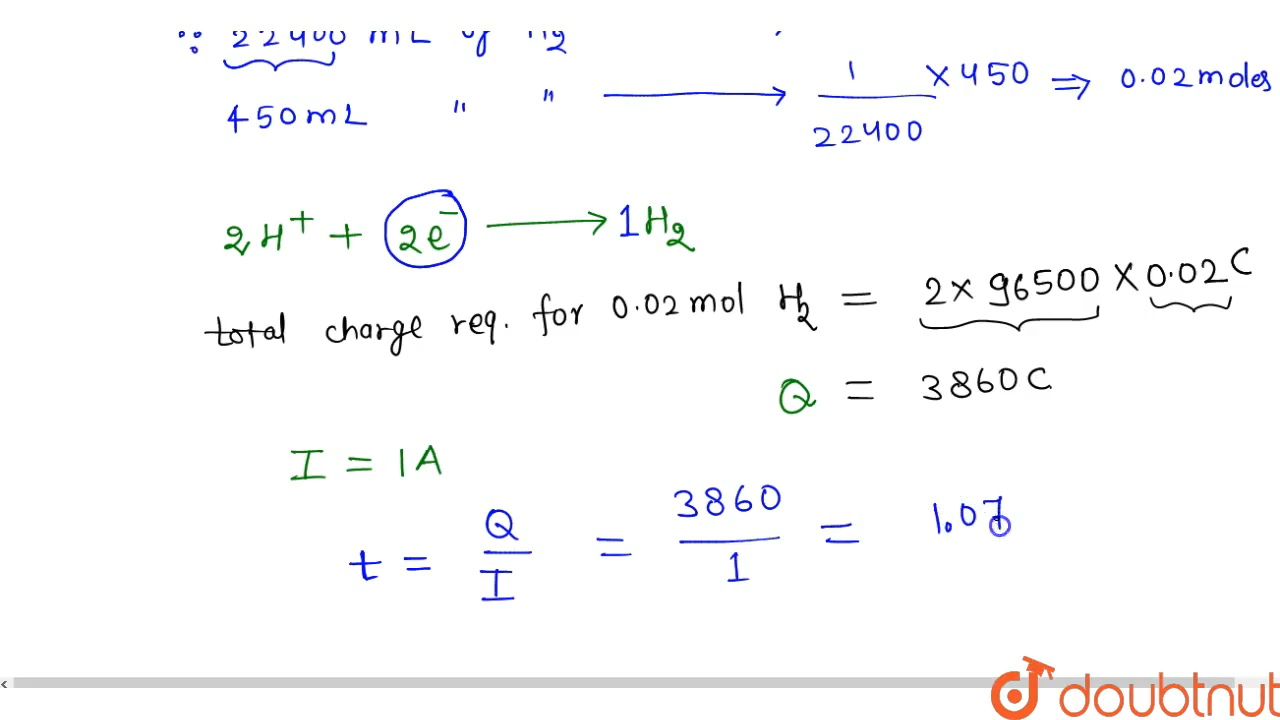 ∵ 22400 mL of H2
1 × 450 ⇒ 0.02 moles
450 mL " " → 22400
2H+ + 2e- → 1H2
total charge req. for 0.02 mol H2 = 2 × 96500 × 0.02 C
Q = 3860 C
I = 1A
t = Q/I = 3860/1 = 1.07
doubtnut